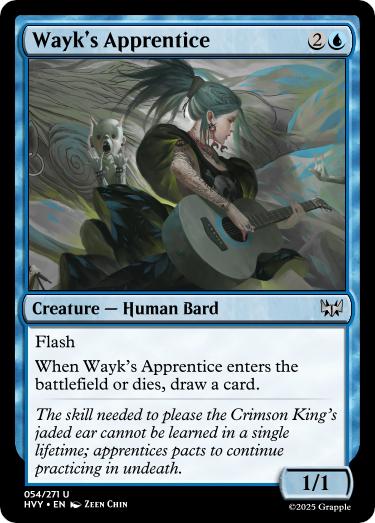 Wayk's Apprentice 2
Creature — Human Bard
Flash
When Wayk's Apprentice enters the
battlefield or dies, draw a card.
The skill needed to please the Crimson King's
jaded ear cannot be learned in a single
lifetime; apprentices pacts to continue
practicing in undeath.
1/1
054/271 U
HVY • EN Zeen Chin
©2025 Grapple